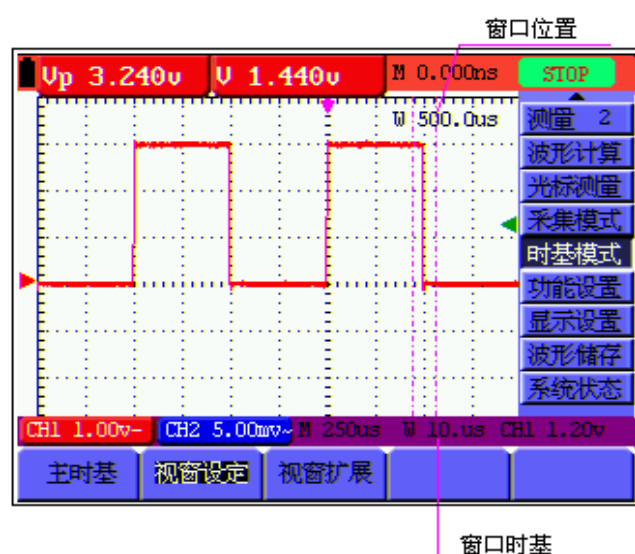 窗口位置
Vp 3.240v V 1.440v M 0.000ns STOP
W 500.0us
测量 2
波形计算
光标测量
采集模式
时基模式
功能设置
显示设置
波形储存
系统状态
CH1 1.00v- CH2 5.00mv~ M 250us W 10.us CH1 1.20v
主时基 视窗设定 视窗扩展
窗口时基